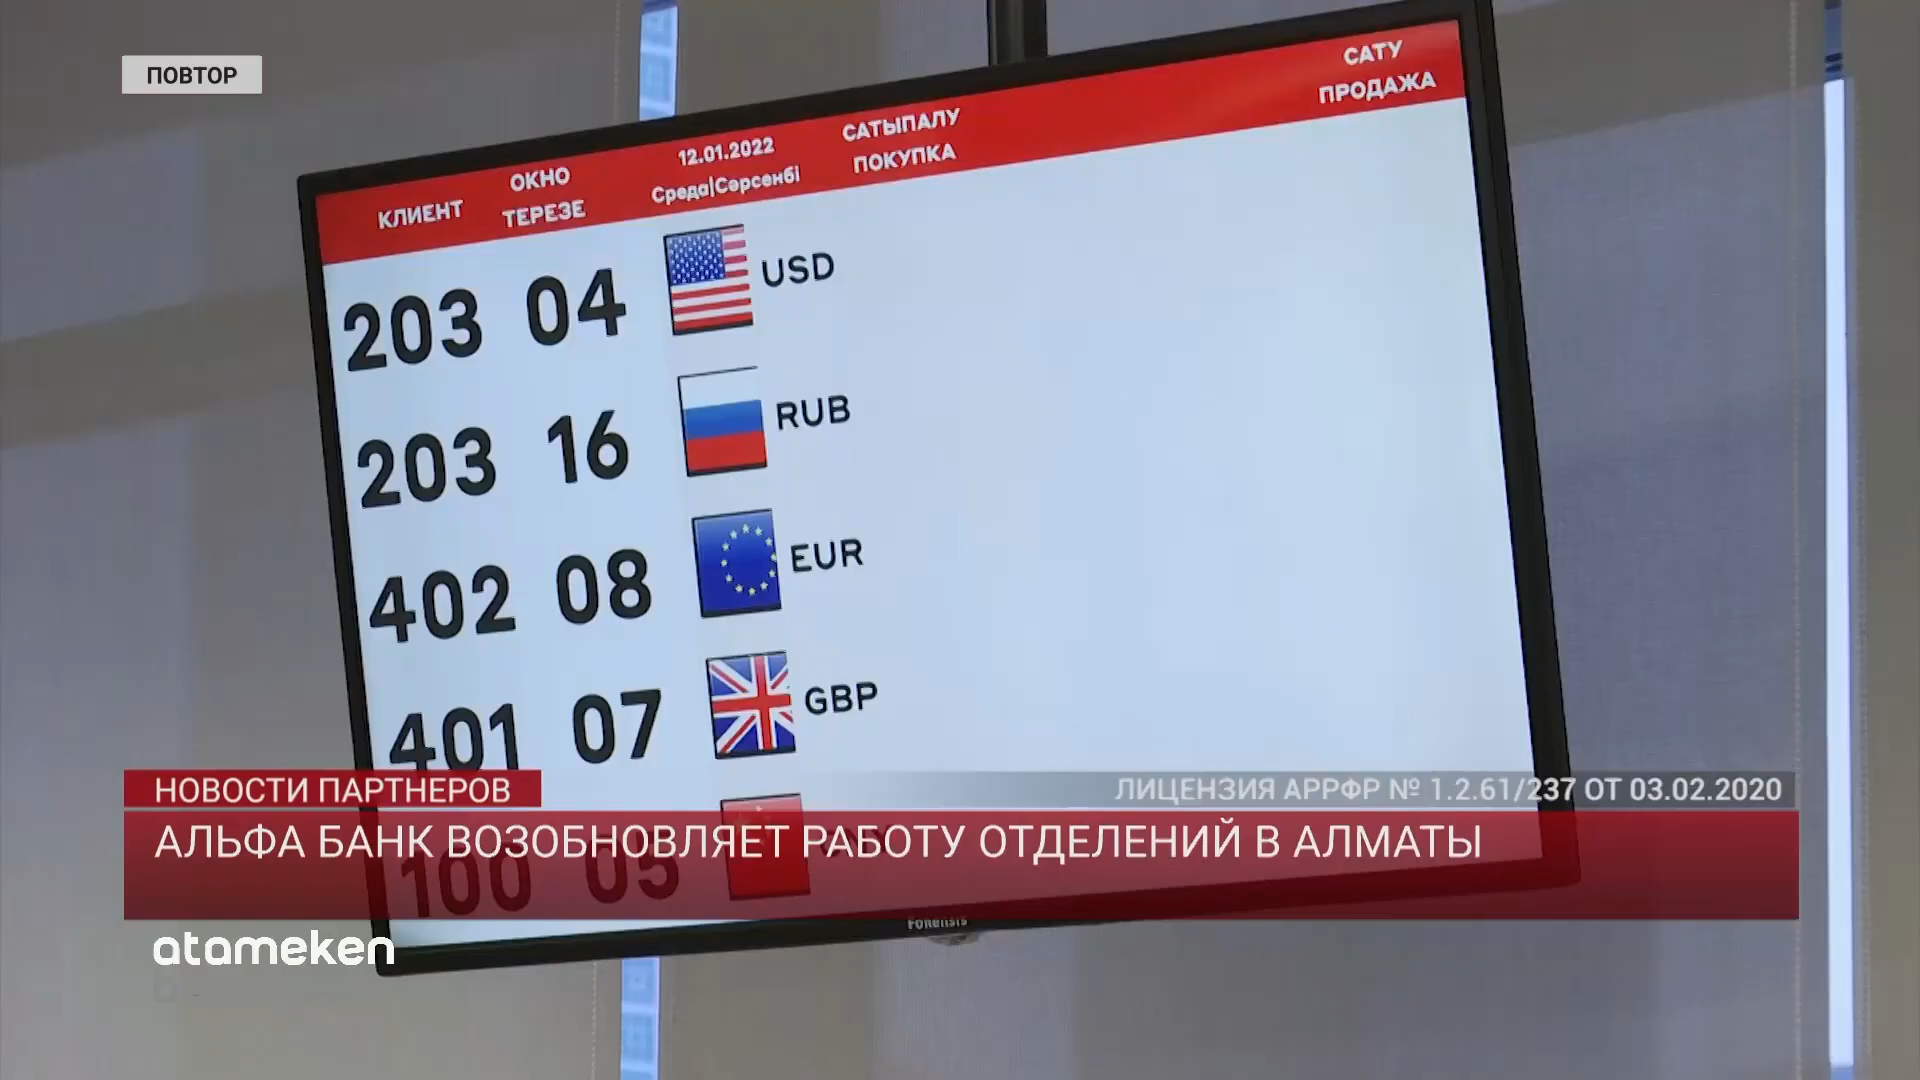 ПОВТОР
САТУ
ПРОДАЖА
САТЫПАЛУ
ПОКУПКА
12.01.2022
Среда|Сәрсенбі
ОКНО
ТЕРЕЗЕ
КЛИЕНТ
203 04 USD
203 16 RUB
402 08 EUR
401 07 GBP
НОВОСТИ ПАРТНЕРОВ
ЛИЦЕНЗИЯ АРРФР № 1.2.61/237 ОТ 03.02.2020
АЛЬФА БАНК ВОЗОБНОВЛЯЕТ РАБОТУ ОТДЕЛЕНИЙ В АЛМАТЫ
100 05
atameken